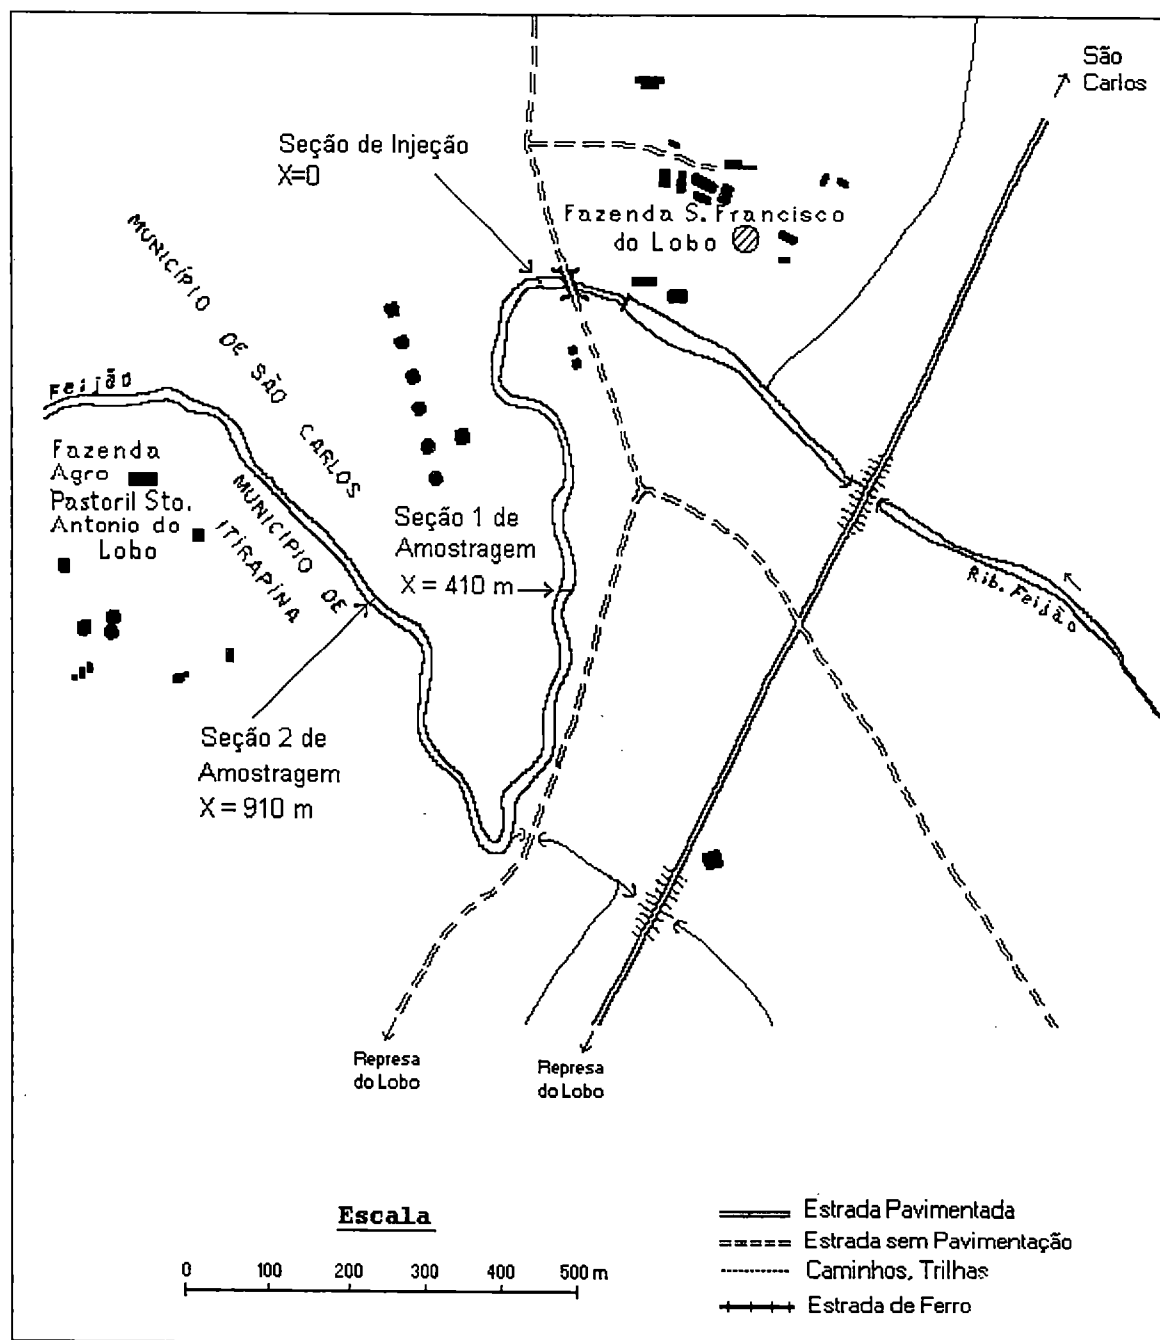 São
Carlos
Seção de Injeção
X=0
Fazenda S. Francisco
do Lobo
MUNICÍPIO DE SÃO CARLOS
Feijão
Fazenda
Agro
Pastoril Sto.
Antonio do
Lobo
MUNICÍPIO DE
ITIRAPINA
Seção 1 de
Amostragem
X = 410 m
Rib. Feijão
Seção 2 de
Amostragem
X = 910 m
Represa
do Lobo
Represa
do Lobo
Escala
0 100 200 300 400 500 m
Estrada Pavimentada
Estrada sem Pavimentação
Caminhos, Trilhas
Estrada de Ferro